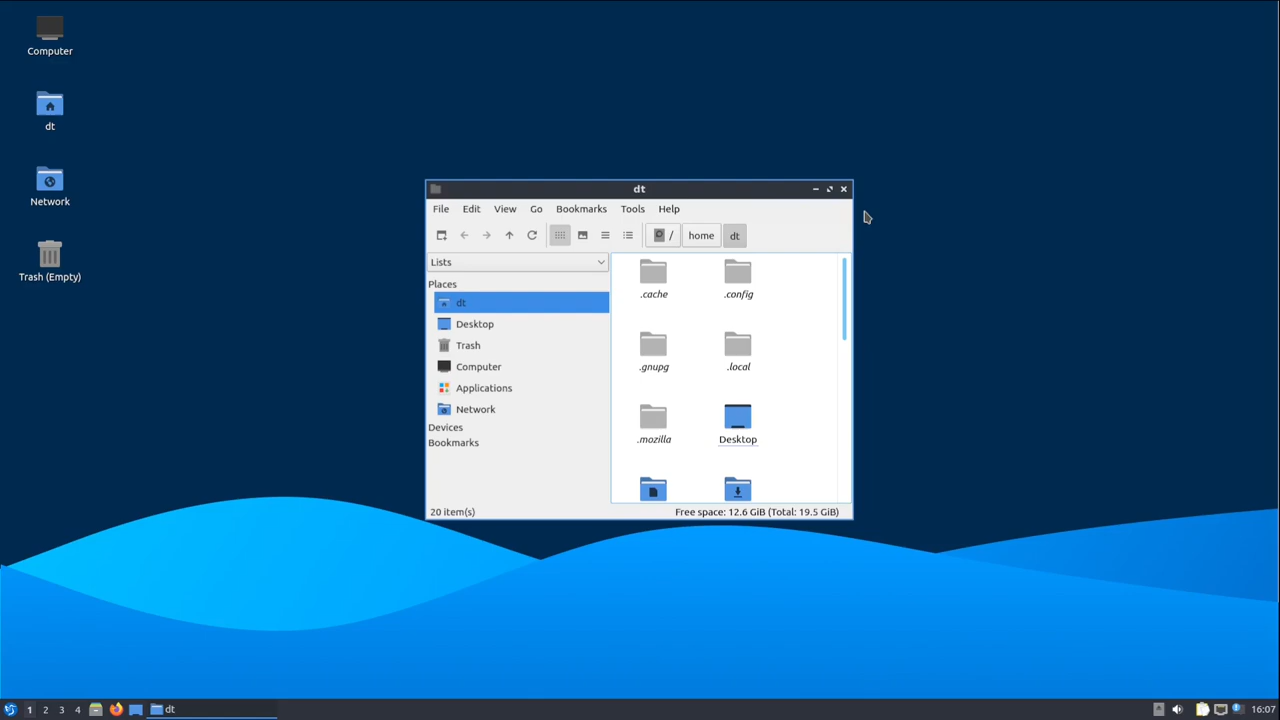 Computer
dt
Network
Trash (Empty)
dt
File Edit View Go Bookmarks Tools Help
/ home dt
Lists
Places
dt
Desktop
Trash
Computer
Applications
Network
Devices
Bookmarks
.cache .config
.gnupg .local
.mozilla Desktop
20 item(s) Free space: 12.6 GiB (Total: 19.5 GiB)
1 2 3 4 dt 16:07